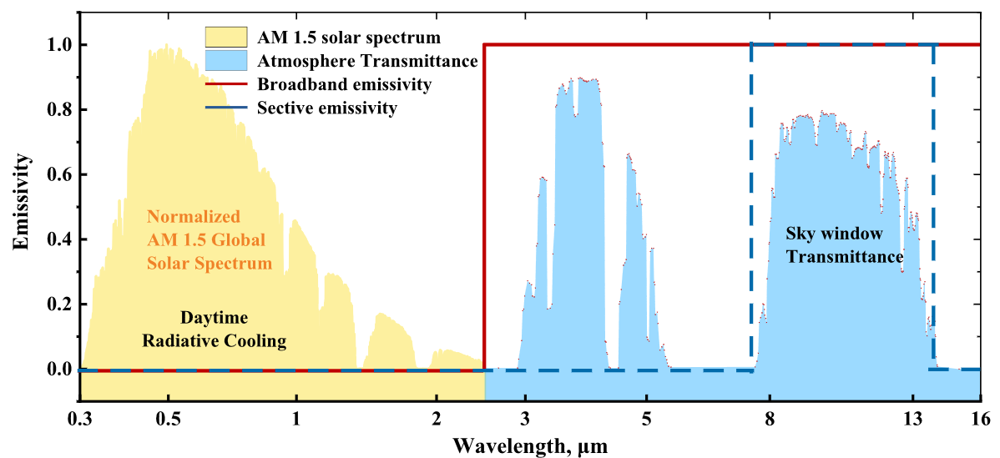 AM 1.5 solar spectrum
Atmosphere Transmittance
Broadband emissivity
Sective emissivity
1.0
0.8
0.6
0.4
0.2
0.0
Emissivity
Normalized
AM 1.5 Global
Solar Spectrum
Daytime
Radiative Cooling
Sky window
Transmittance
0.3 0.5 1 2 3 5 8 13 16
Wavelength, μm